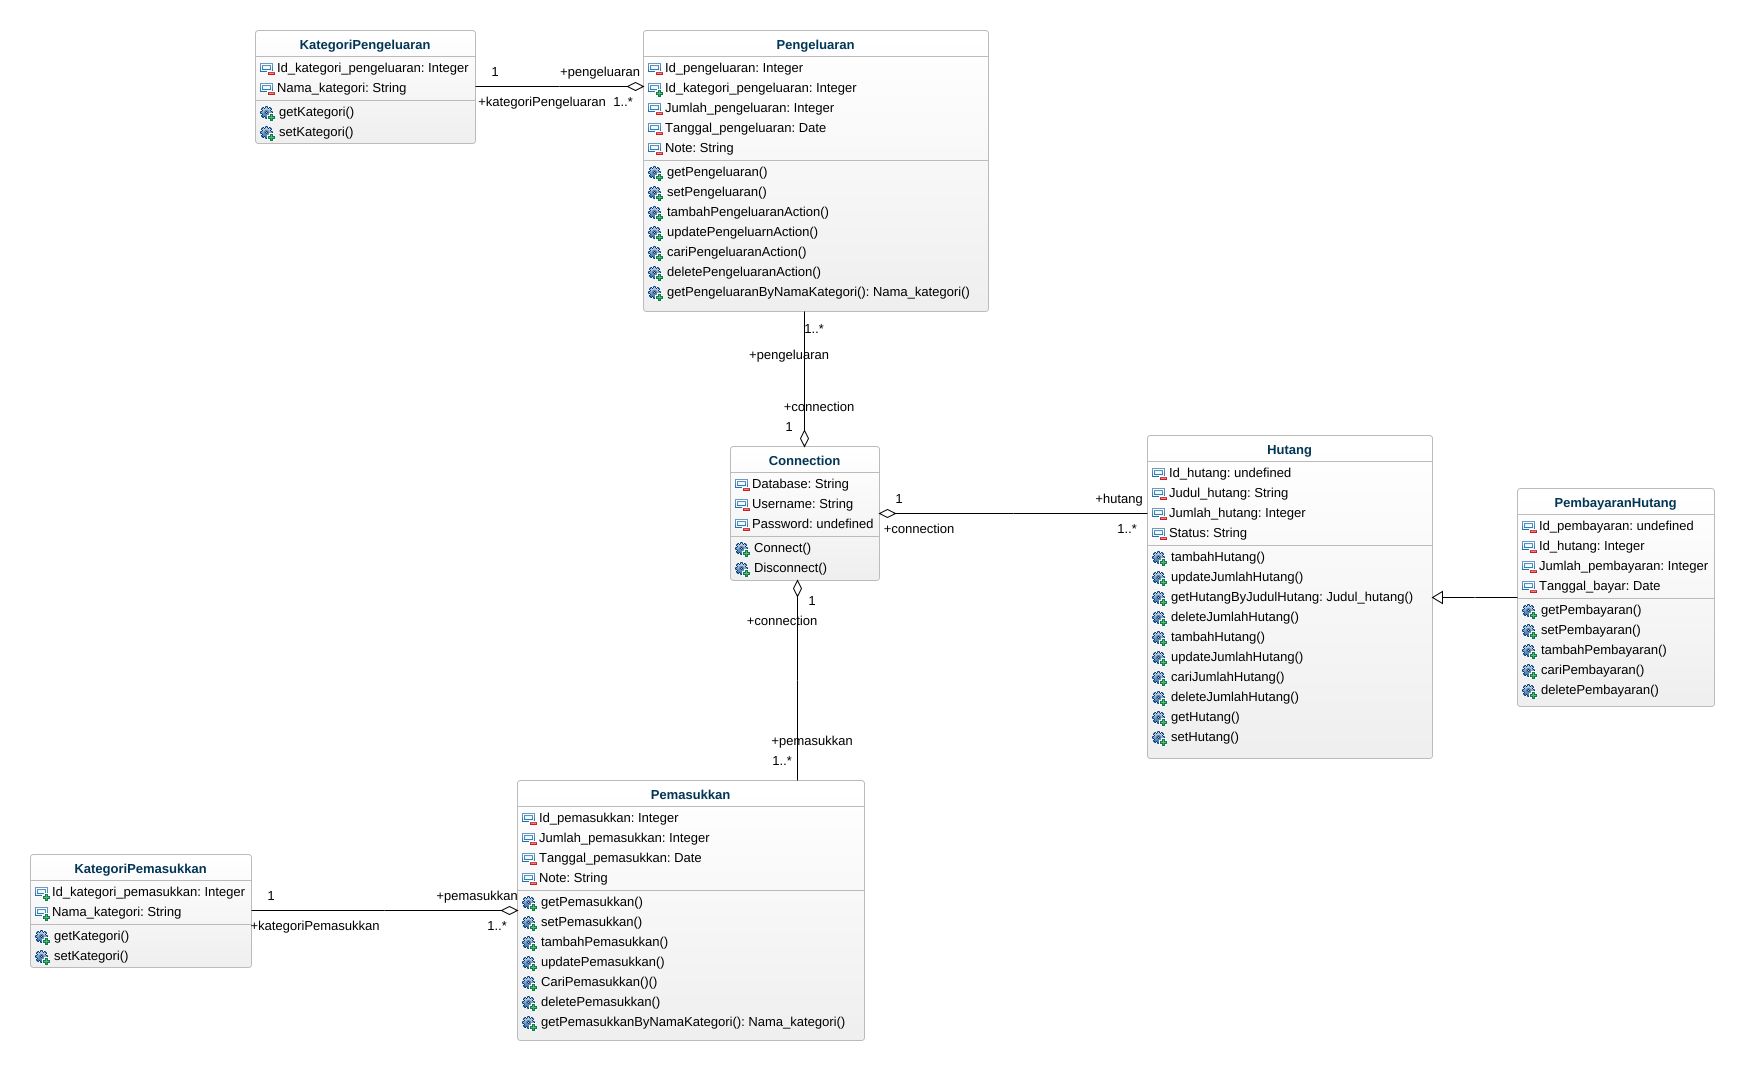 KategoriPengeluaran
Id_kategori_pengeluaran: Integer
Nama_kategori: String
getKategori()
setKategori()
1
+pengeluaran
+kategoriPengeluaran
1..*
Pengeluaran
Id_pengeluaran: Integer
Id_kategori_pengeluaran: Integer
Jumlah_pengeluaran: Integer
Tanggal_pengeluaran: Date
Note: String
getPengeluaran()
setPengeluaran()
tambahPengeluaranAction()
updatePengeluarnAction()
cariPengeluaranAction()
deletePengeluaranAction()
getPengeluaranByNamaKategori(): Nama_kategori()
1..*
+pengeluaran
+connection
1
Connection
Database: String
Username: String
Password: undefined
Connect()
Disconnect()
1
+hutang
+connection
1..*
Hutang
Id_hutang: undefined
Judul_hutang: String
Jumlah_hutang: Integer
Status: String
tambahHutang()
updateJumlahHutang()
getHutangByJudulHutang: Judul_hutang()
deleteJumlahHutang()
tambahHutang()
updateJumlahHutang()
cariJumlahHutang()
deleteJumlahHutang()
getHutang()
setHutang()
PembayaranHutang
Id_pembayaran: undefined
Id_hutang: Integer
Jumlah_pembayaran: Integer
Tanggal_bayar: Date
getPembayaran()
setPembayaran()
tambahPembayaran()
cariPembayaran()
deletePembayaran()
1
+connection
+pemasukkan
1..*
Pemasukkan
Id_pemasukkan: Integer
Jumlah_pemasukkan: Integer
Tanggal_pemasukkan: Date
Note: String
getPemasukkan()
setPemasukkan()
tambahPemasukkan()
updatePemasukkan()
CariPemasukkan()()
deletePemasukkan()
getPemasukkanByNamaKategori(): Nama_kategori()
KategoriPemasukkan
Id_kategori_pemasukkan: Integer
Nama_kategori: String
getKategori()
setKategori()
1
+pemasukkan
+kategoriPemasukkan
1..*